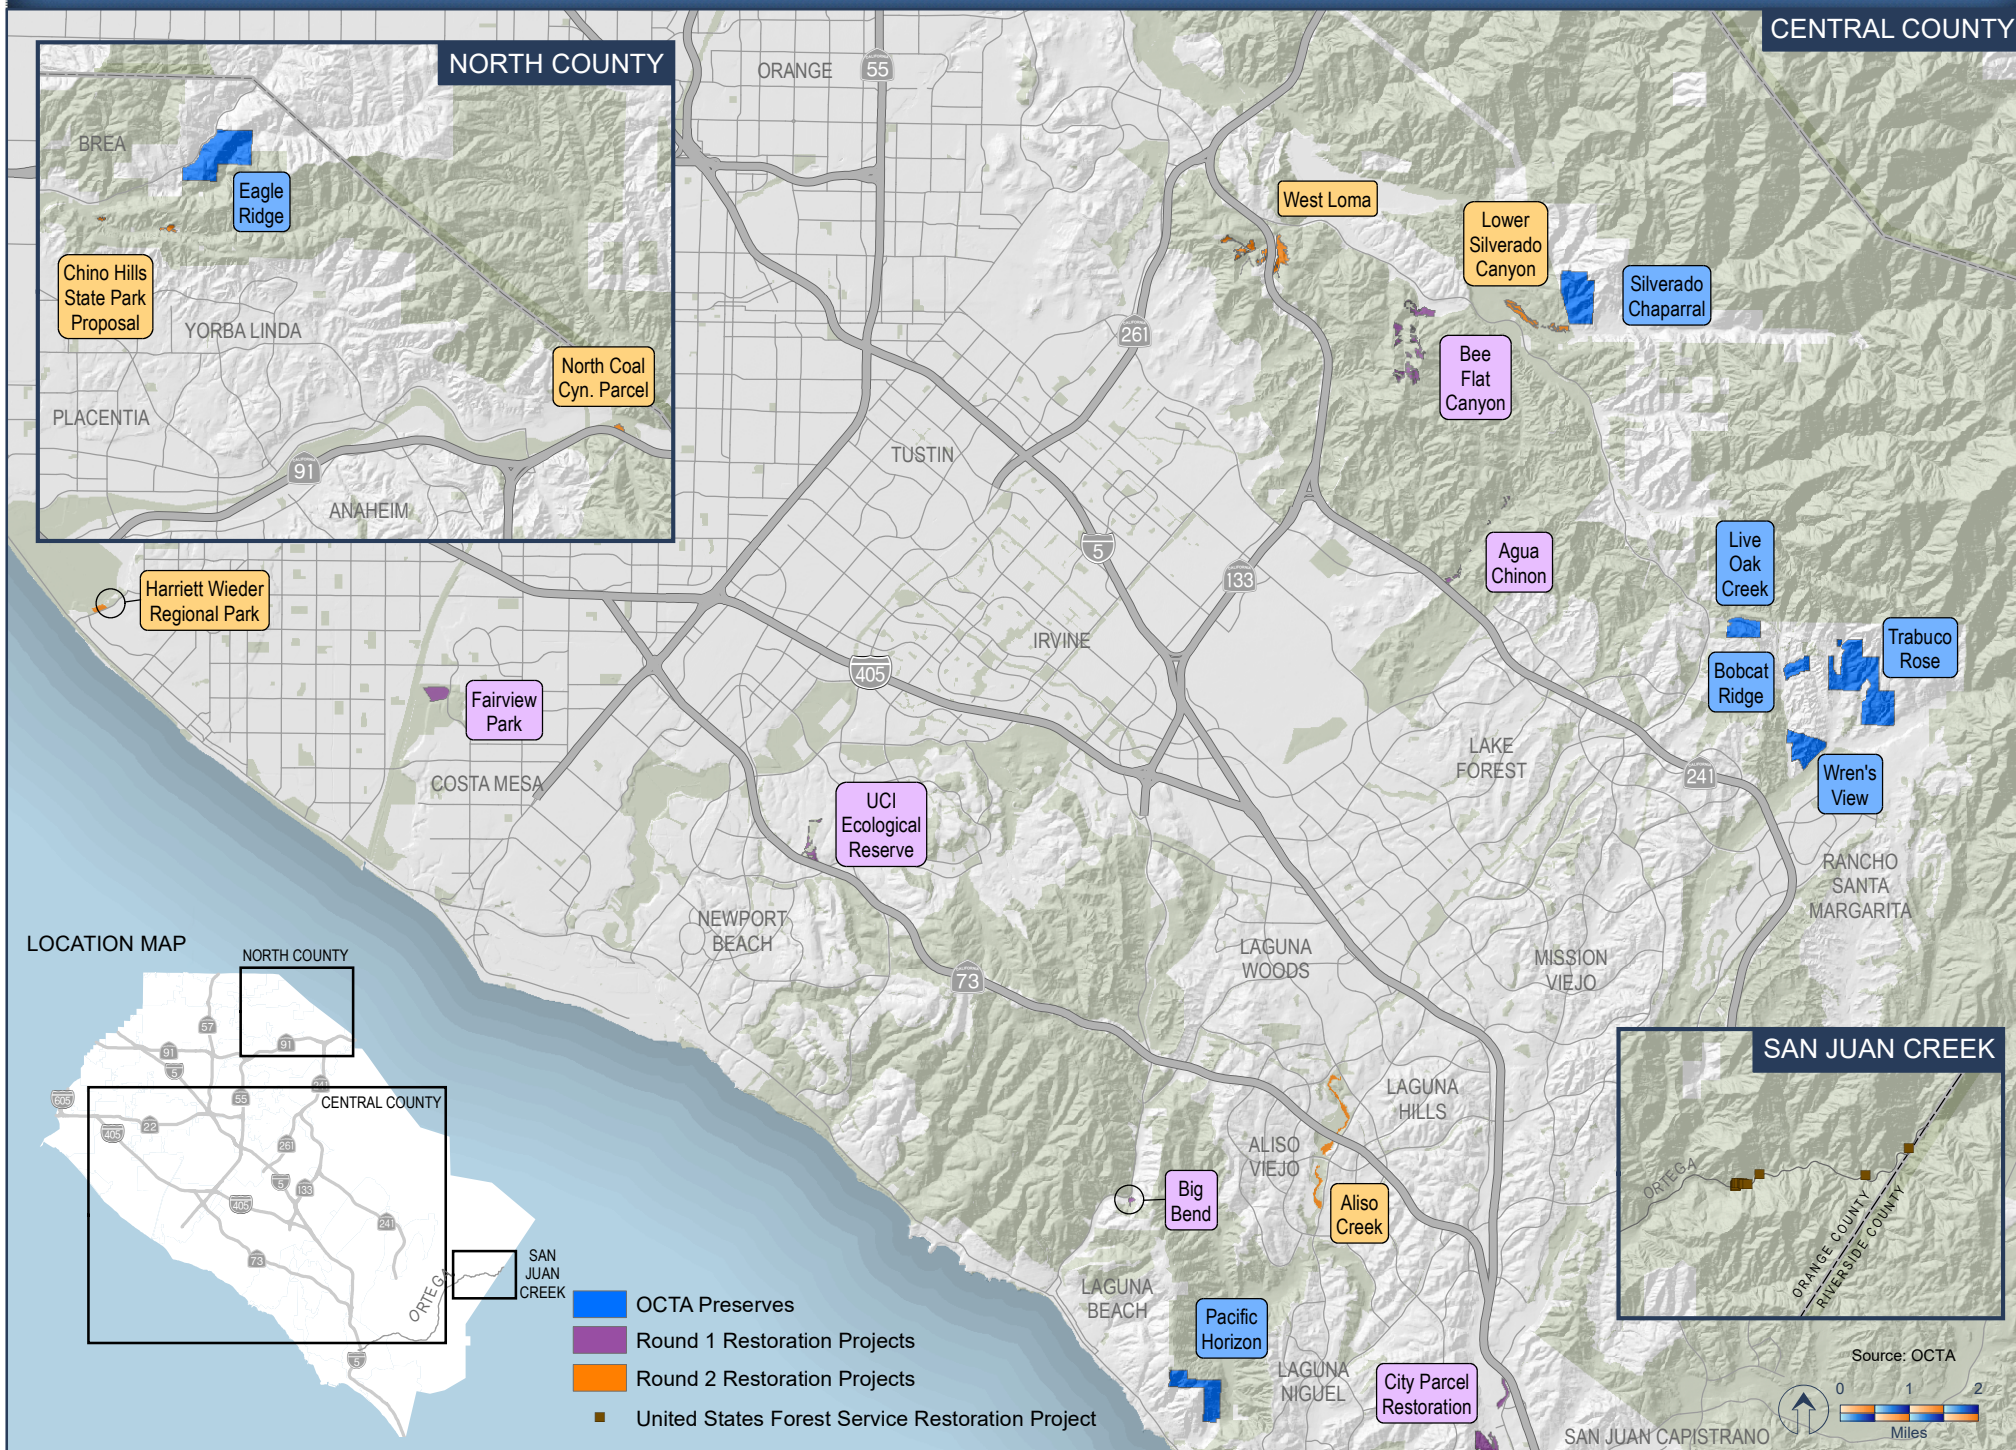 CENTRAL COUNTY
NORTH COUNTY
BREA
Eagle
Ridge
Chino Hills
State Park
Proposal
YORBA LINDA
North Coal
Cyn. Parcel
PLACENTIA
CALIFORNIA
91
ANAHEIM
ORANGE
55
West Loma
Lower
Silverado
Canyon
Silverado
Chaparral
261
Bee
Flat
Canyon
TUSTIN
5
133
Agua
Chinon
Live
Oak
Creek
Harriett Wieder
Regional Park
IRVINE
Trabuco
Rose
Bobcat
Ridge
405
Fairview
Park
COSTA MESA
LAKE
FOREST
241
Wren's
View
UCI
Ecological
Reserve
RANCHO
SANTA
MARGARITA
NEWPORT
BEACH
LAGUNA
WOODS
MISSION
VIEJO
73
LAGUNA
HILLS
ALISO
VIEJO
Big
Bend
Aliso
Creek
LAGUNA
BEACH
Pacific
Horizon
LAGUNA
NIGUEL
City Parcel
Restoration
SAN JUAN CAPISTRANO
SAN JUAN CREEK
ORTEGA
ORANGE COUNTY
RIVERSIDE COUNTY
Source: OCTA
0 1 2
Miles
LOCATION MAP
NORTH COUNTY
57
91
91
5
241
605
55
CENTRAL COUNTY
22
405
261
5
133
405
241
73
SAN
JUAN
CREEK
ORTEGA
5
OCTA Preserves
Round 1 Restoration Projects
Round 2 Restoration Projects
United States Forest Service Restoration Project